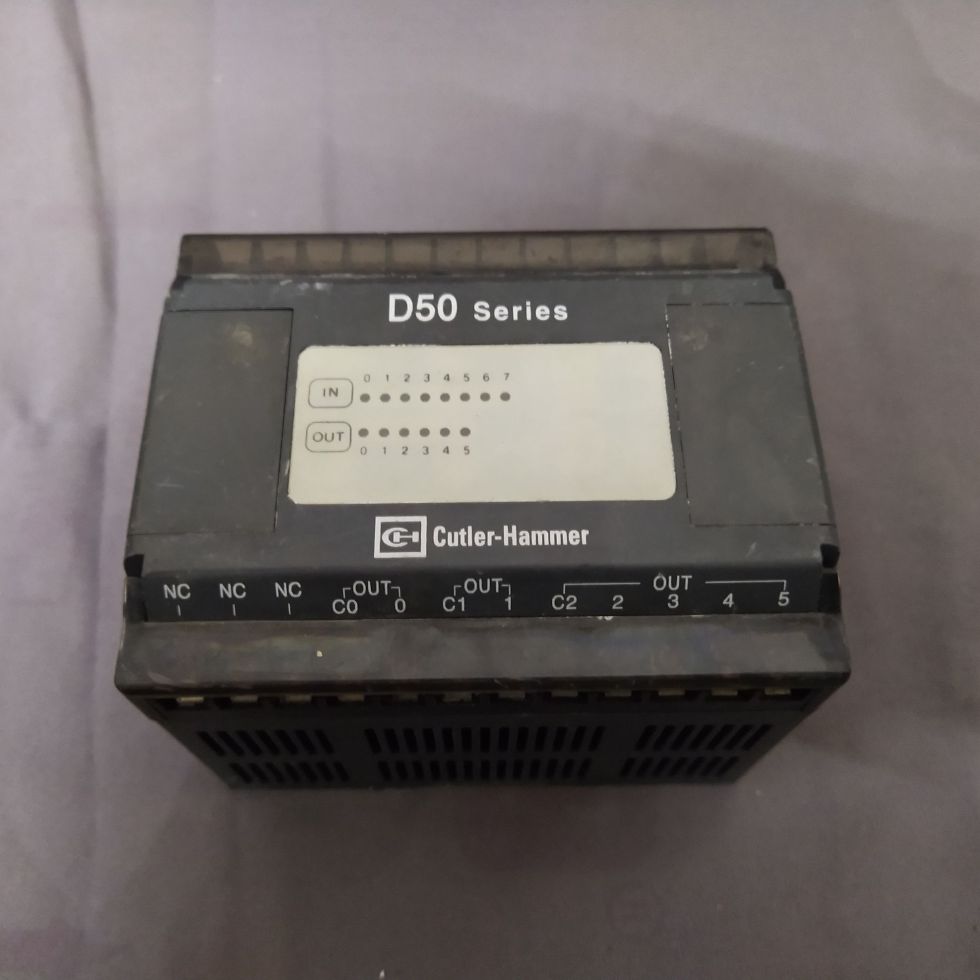 D50 Series
0 1 2 3 4 5 6 7
IN
OUT
0 1 2 3 4 5
CH Cutler-Hammer
NC NC NC OUT OUT OUT
C0 0 C1 1 C2 2 3 4 5